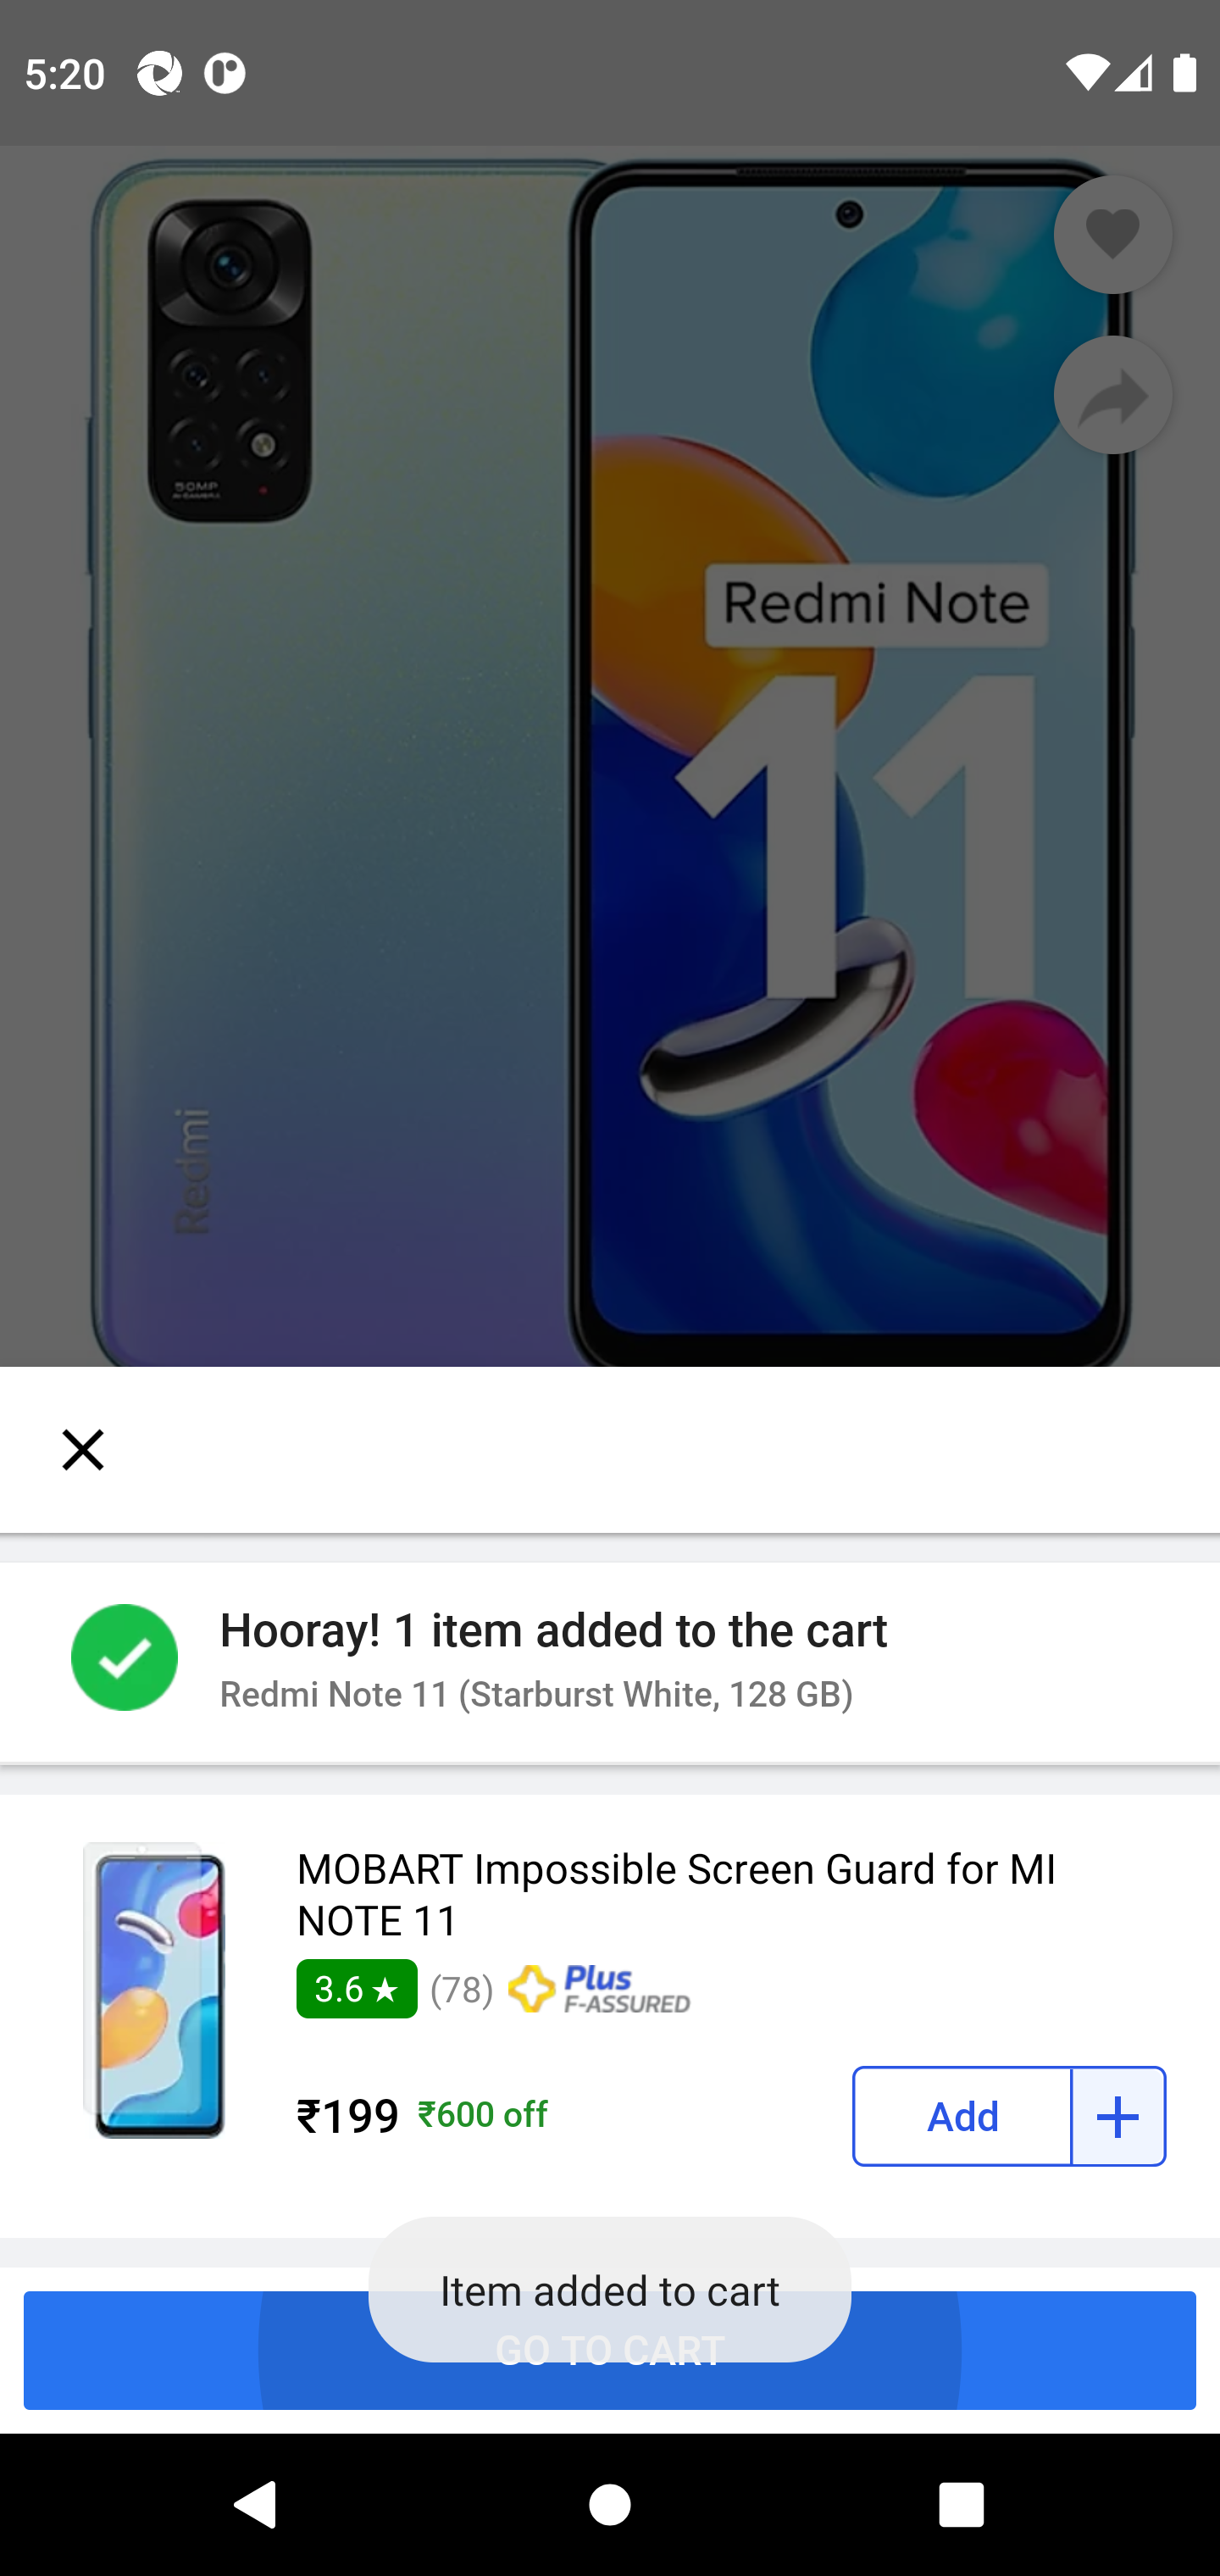 5:20
50MP
AI CAMERA
Redmi Note
11
Redmi
Hooray! 1 item added to the cart
Redmi Note 11 (Starburst White, 128 GB)
MOBART Impossible Screen Guard for MI
NOTE 11
3.6 ★ (78) Plus
F-ASSURED
₹199 ₹600 off
Add +
Item added to cart
GO TO CART